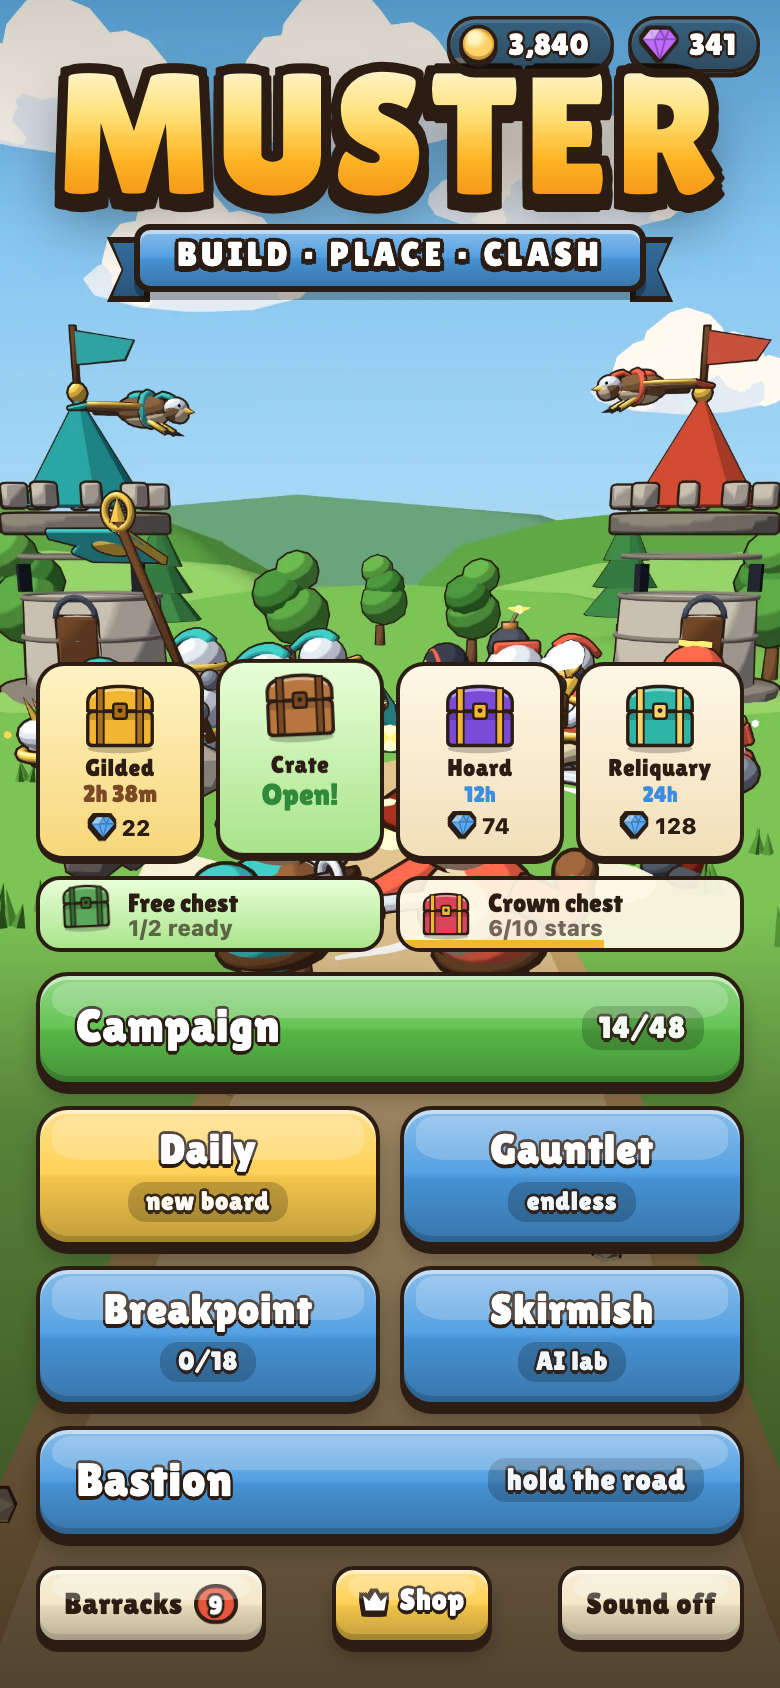 3,840
341
MUSTER
BUILD · PLACE · CLASH
Gilded
2h 38m
22
Crate
Open!
Hoard
12h
74
Reliquary
24h
128
Free chest
1/2 ready
Crown chest
6/10 stars
Campaign
14/48
Daily
new board
Gauntlet
endless
Breakpoint
0/18
Skirmish
AI lab
Bastion
hold the road
Barracks 9
Shop
Sound off